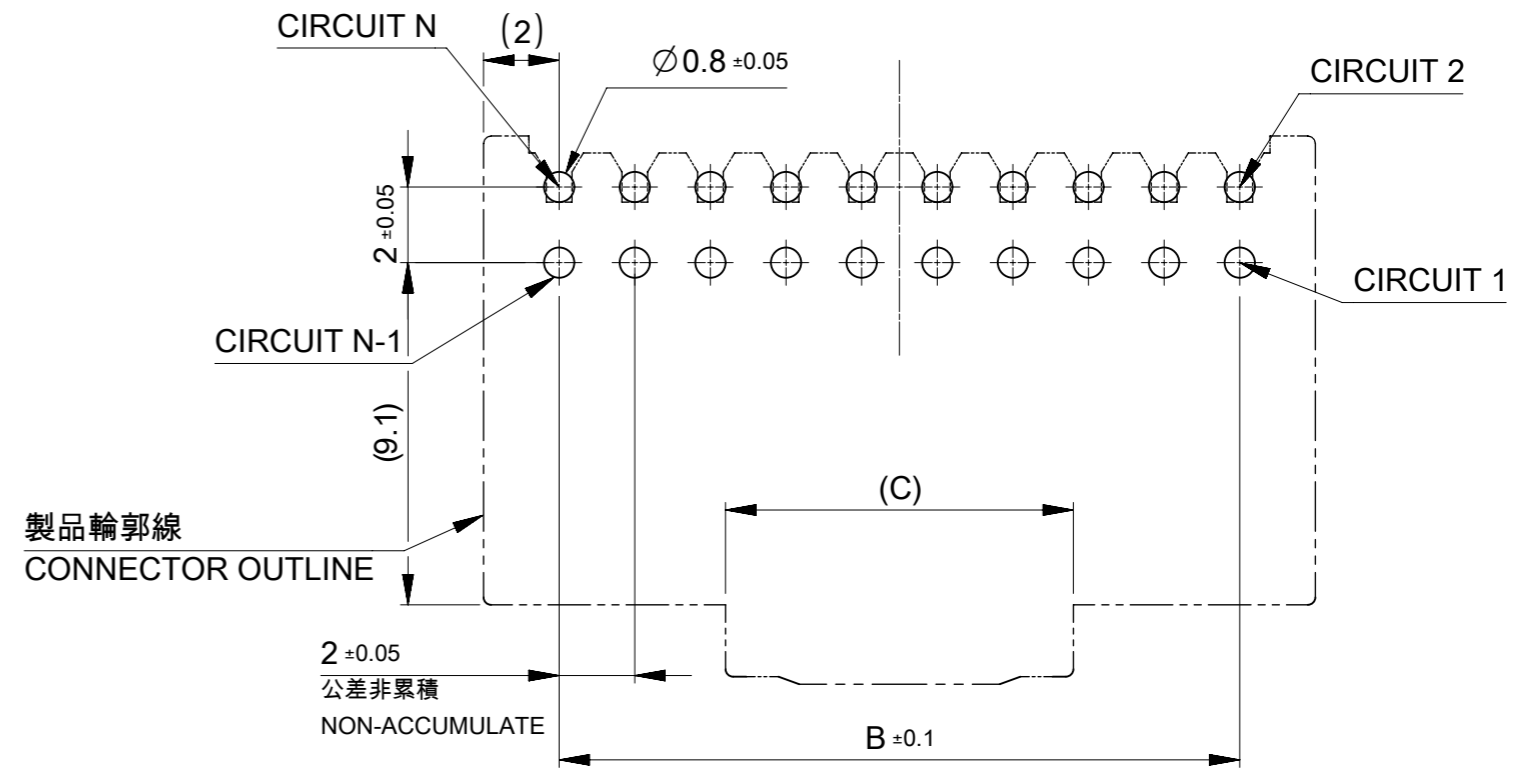 CIRCUIT N
(2)
∅0.8 ±0.05
CIRCUIT 2
2 ±0.05
CIRCUIT 1
CIRCUIT N-1
(9.1)
(C)
製品輪郭線
CONNECTOR OUTLINE
2 ±0.05
公差非累積
NON-ACCUMULATE
B ±0.1